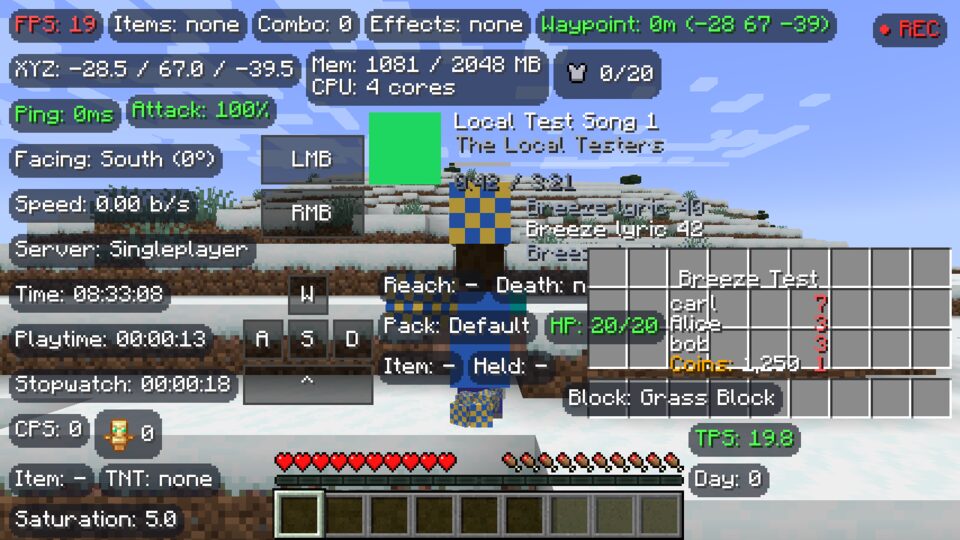 FPS: 19 Items: none Combo: 0 Effects: none Waypoint: 0m (-28 67 -39) REC
XYZ: -28.5 / 67.0 / -39.5
Mem: 1081 / 2048 MB
CPU: 4 cores
0/20
Ping: 0ms Attack: 100%
Local Test Song 1
The Local Testers
0:42 / 3:21
Facing: South (0°)
LMB
RMB
Speed: 0.00 b/s
Breeze lyric 42
Server: Singleplayer
Time: 08:33:08
W
A S D
^
Reach: - Death: n
Breeze Test
carl 7
Alice 3
bob 3
Coins: 1,250 1
Playtime: 00:00:13
Pack: Default HP: 20/20
Item: - Held: -
Stopwatch: 00:00:18
Block: Grass Block
CPS: 0
0
TPS: 19.8
Item: - TNT: none
Day: 0
Saturation: 5.0